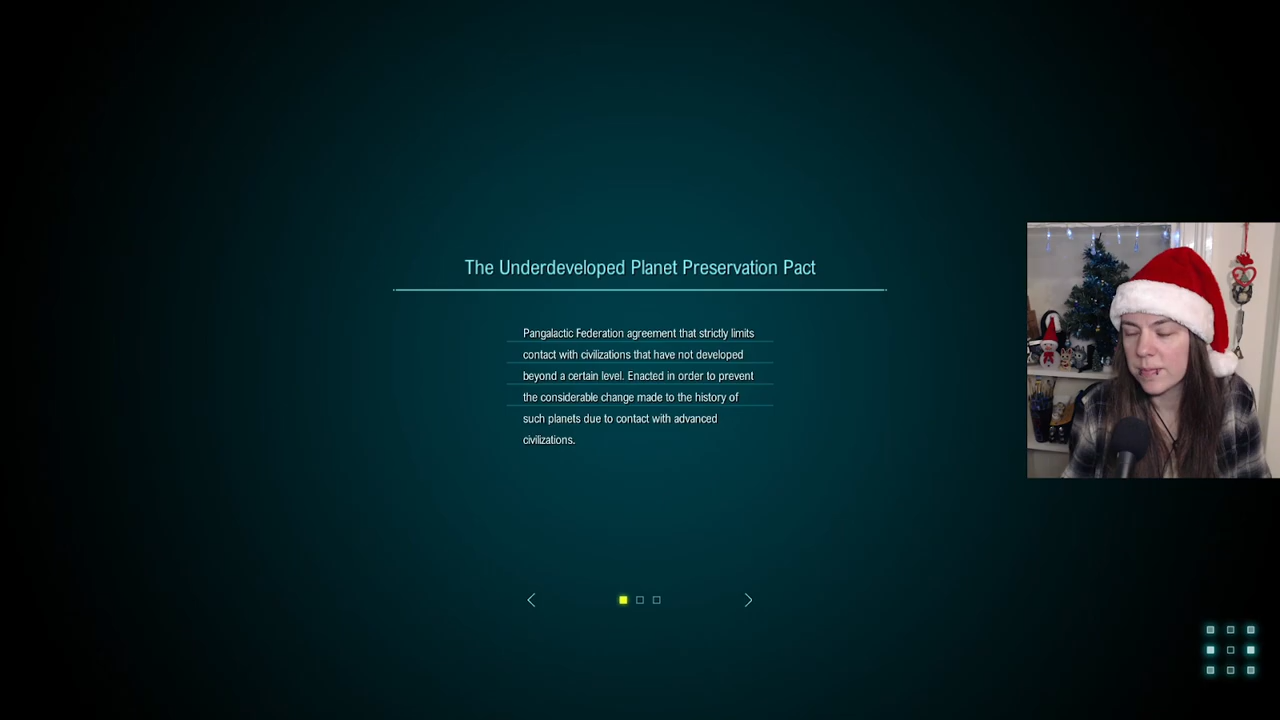 The Underdeveloped Planet Preservation Pact
Pangalactic Federation agreement that strictly limits
contact with civilizations that have not developed
beyond a certain level. Enacted in order to prevent
the considerable change made to the history of
such planets due to contact with advanced
civilizations.